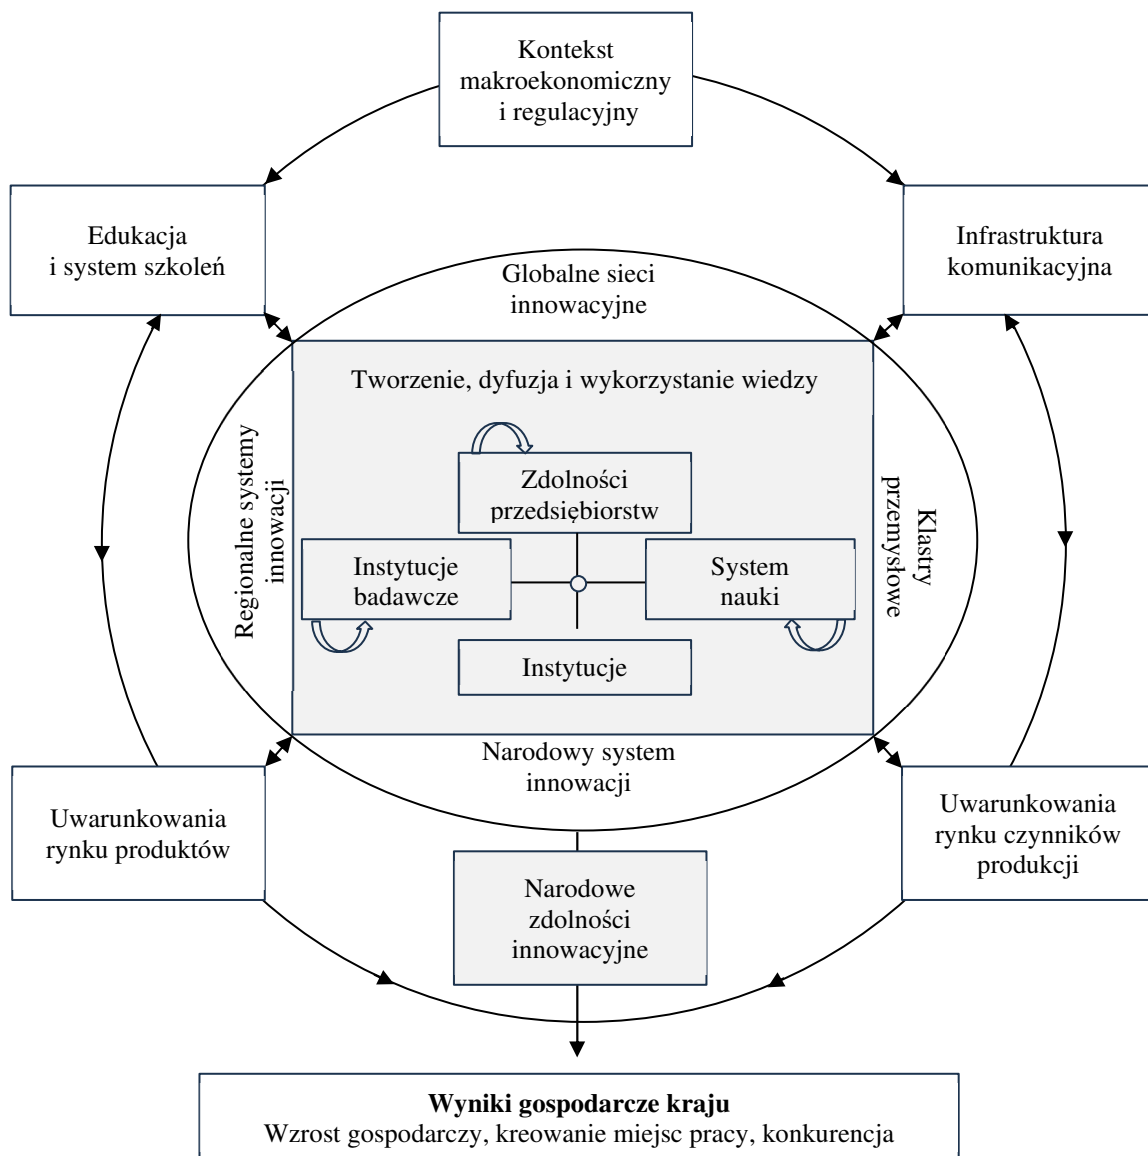 Kontekst
makroekonomiczny
i regulacyjny
Edukacja
i system szkoleń
Infrastruktura
komunikacyjna
Globalne sieci
innowacyjne
Tworzenie, dyfuzja i wykorzystanie wiedzy
Regionalne systemy
innowacji
Zdolności
przedsiębiorstw
Klastry
przemysłowe
Instytucje
badawcze
System
nauki
Instytucje
Narodowy system
innowacji
Uwarunkowania
rynku produktów
Uwarunkowania
rynku czynników
produkcji
Narodowe
zdolności
innowacyjne
Wyniki gospodarcze kraju
Wzrost gospodarczy, kreowanie miejsc pracy, konkurencja